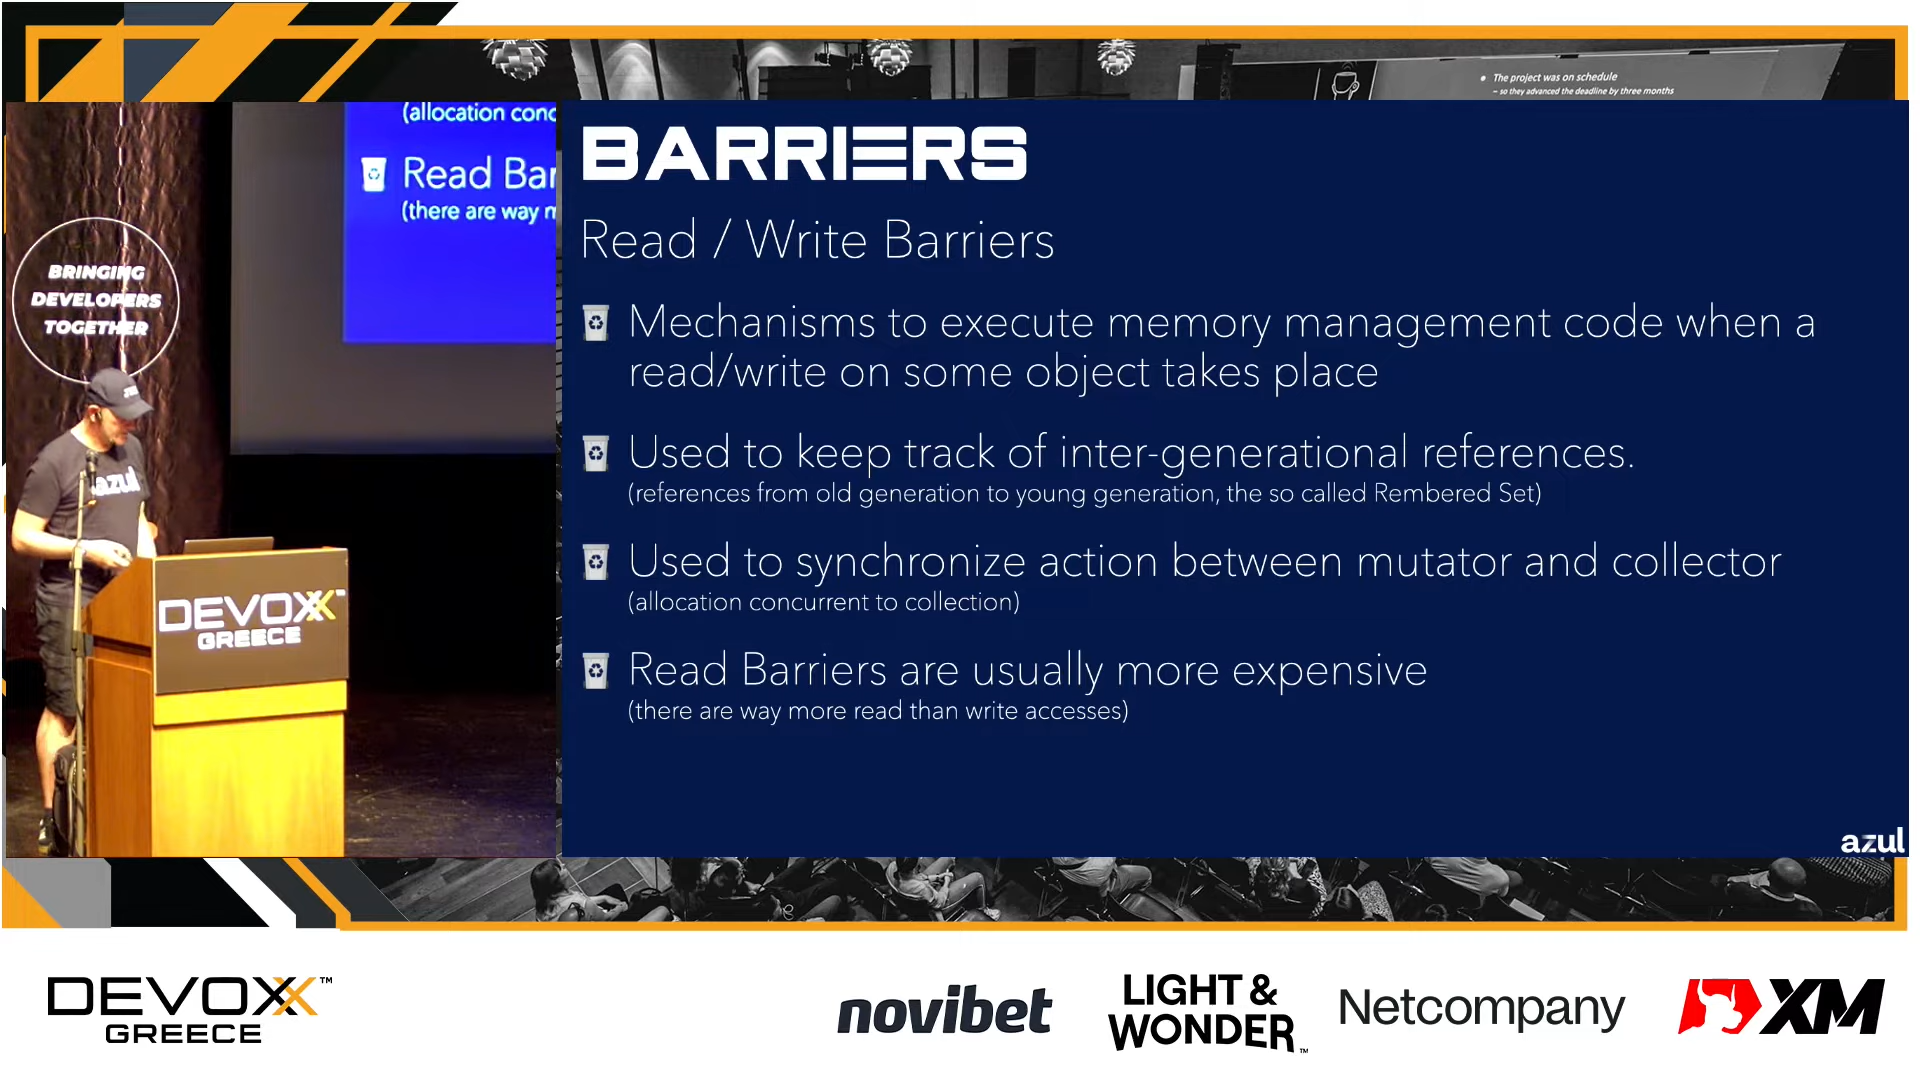 The project was on schedule
– so they advanced the deadline by three months
(allocation conc
Read Bar
(there are way m
BRINGING
DEVELOPERS
TOGETHER
azul
DEVOXX™
GREECE
BARRIERS
Read / Write Barriers
Mechanisms to execute memory management code when a
read/write on some object takes place
Used to keep track of inter-generational references.
(references from old generation to young generation, the so called Rembered Set)
Used to synchronize action between mutator and collector
(allocation concurrent to collection)
Read Barriers are usually more expensive
(there are way more read than write accesses)
azul
DEVOXX™
GREECE
novibet
LIGHT &
WONDER™
Netcompany
XM